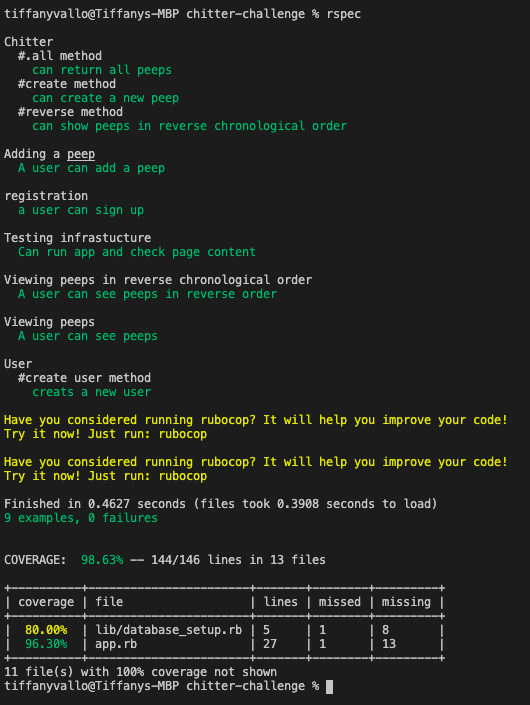 tiffanyvallo@Tiffanys-MBP chitter-challenge % rspec
Chitter
#.all method
can return all peeps
#create method
can create a new peep
#reverse method
can show peeps in reverse chronological order
Adding a peep
A user can add a peep
registration
a user can sign up
Testing infrastucture
Can run app and check page content
Viewing peeps in reverse chronological order
A user can see peeps in reverse order
Viewing peeps
A user can see peeps
User
#create user method
creats a new user
Have you considered running rubocop? It will help you improve your code!
Try it now! Just run: rubocop
Have you considered running rubocop? It will help you improve your code!
Try it now! Just run: rubocop
Finished in 0.4627 seconds (files took 0.3908 seconds to load)
9 examples, 0 failures
COVERAGE:  98.63% -- 144/146 lines in 13 files
+----------+-----------------------+-------+--------+---------+
| coverage | file                  | lines | missed | missing |
+----------+-----------------------+-------+--------+---------+
|  80.00%  | lib/database_setup.rb | 5     | 1      | 8       |
|  96.30%  | app.rb                | 27    | 1      | 13      |
+----------+-----------------------+-------+--------+---------+
11 file(s) with 100% coverage not shown
tiffanyvallo@Tiffanys-MBP chitter-challenge %